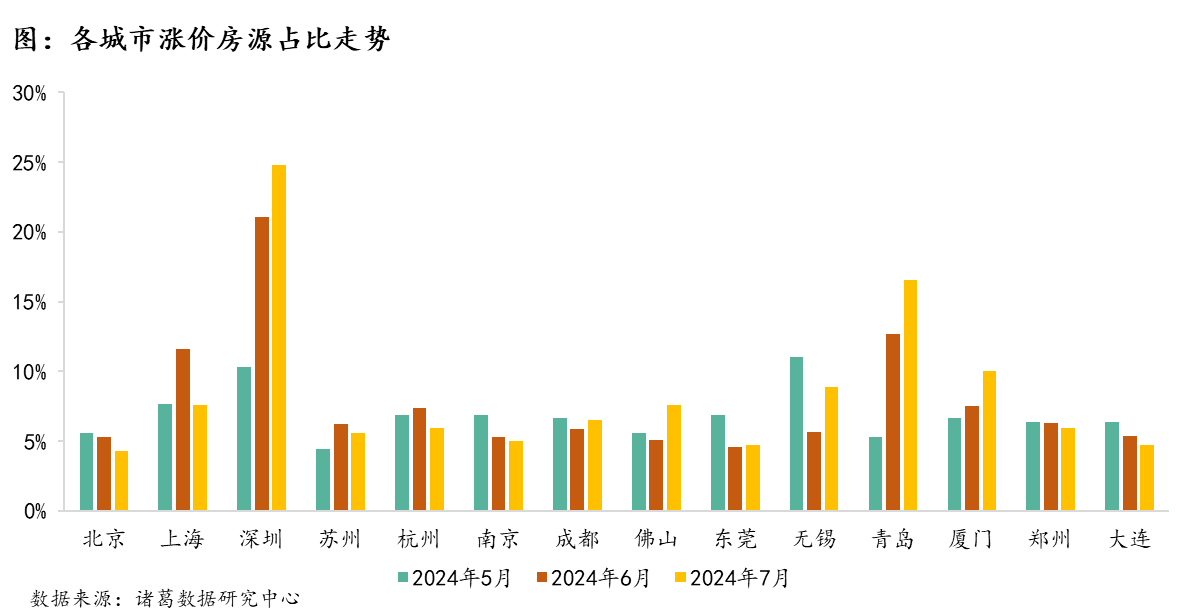 图：各城市涨价房源占比走势
30%
25%
20%
15%
10%
5%
0%
北京 上海 深圳 苏州 杭州 南京 成都 佛山 东莞 无锡 青岛 厦门 郑州 大连
2024年5月 2024年6月 2024年7月
数据来源：诸葛数据研究中心